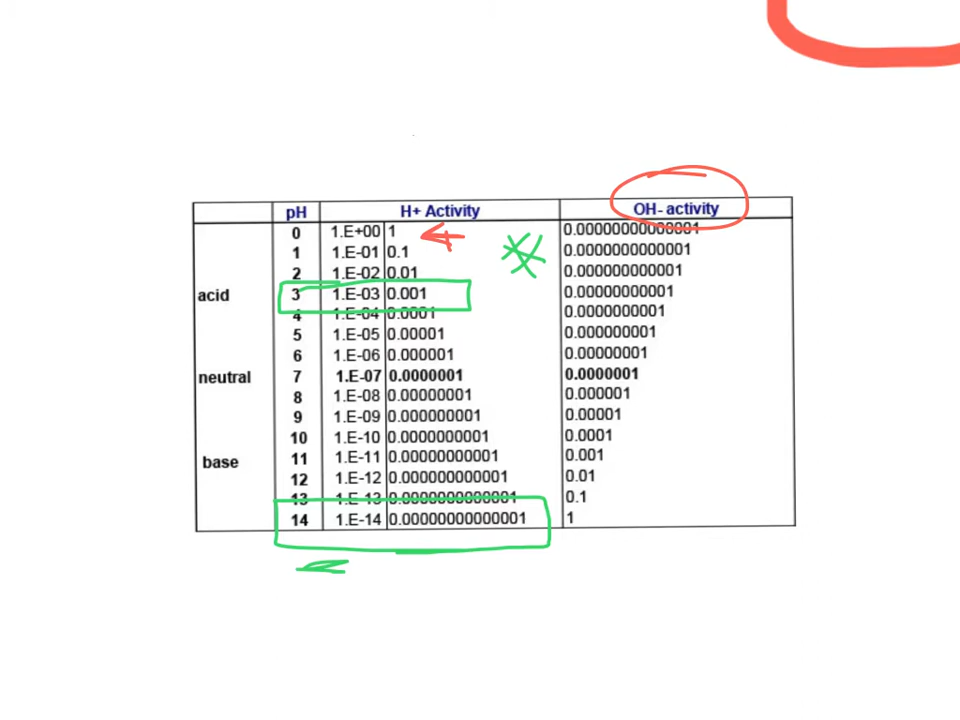 pH H+ Activity OH- activity
0 1.E+00 1 0.00000000000001
1 1.E-01 0.1 0.0000000000001
2 1.E-02 0.01 0.000000000001
acid 3 1.E-03 0.001 0.00000000001
4 1.E-04 0.0001 0.0000000001
5 1.E-05 0.00001 0.000000001
6 1.E-06 0.000001 0.00000001
neutral 7 1.E-07 0.0000001 0.0000001
8 1.E-08 0.00000001 0.000001
9 1.E-09 0.000000001 0.00001
10 1.E-10 0.0000000001 0.0001
base 11 1.E-11 0.00000000001 0.001
12 1.E-12 0.000000000001 0.01
13 1.E-13 0.0000000000001 0.1
14 1.E-14 0.00000000000001 1